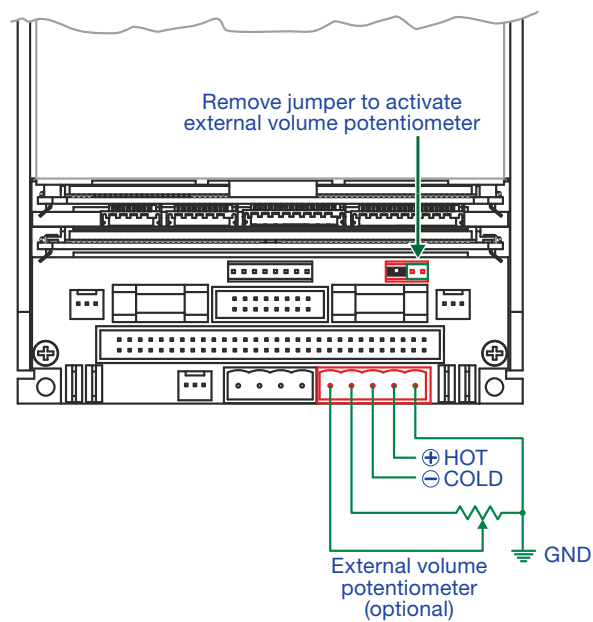 Remove jumper to activate
external volume potentiometer
⊕ HOT
⊖ COLD
GND
External volume
potentiometer
(optional)